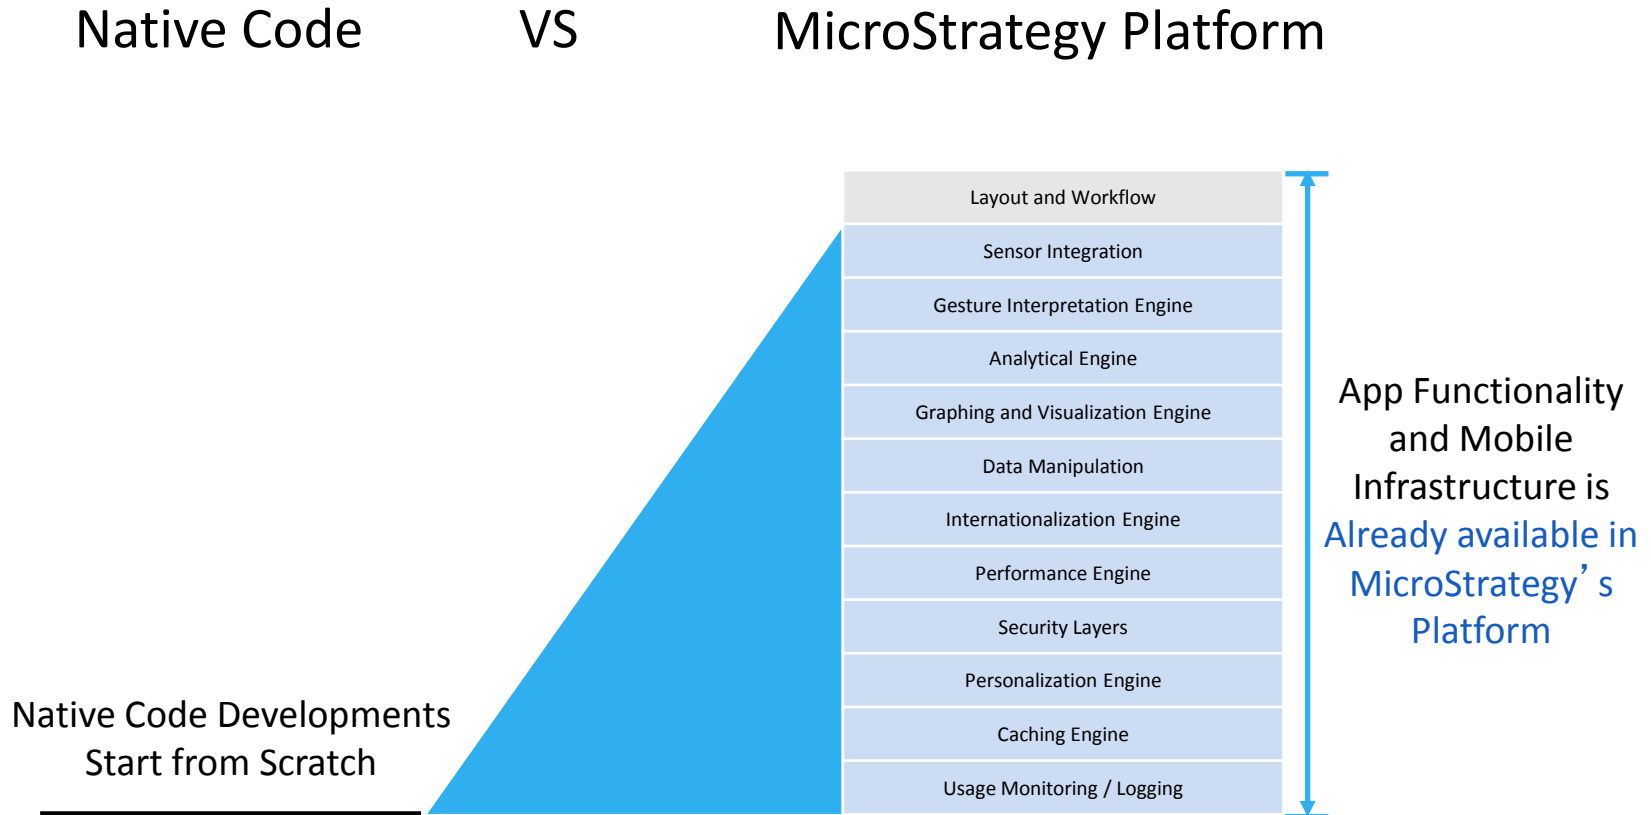 Native Code VS MicroStrategy Platform
Layout and Workflow
Sensor Integration
Gesture Interpretation Engine
Analytical Engine
Graphing and Visualization Engine
Data Manipulation
Internationalization Engine
Performance Engine
Security Layers
Personalization Engine
Caching Engine
Usage Monitoring / Logging
App Functionality
and Mobile
Infrastructure is
Already available in
MicroStrategy’s
Platform
Native Code Developments
Start from Scratch